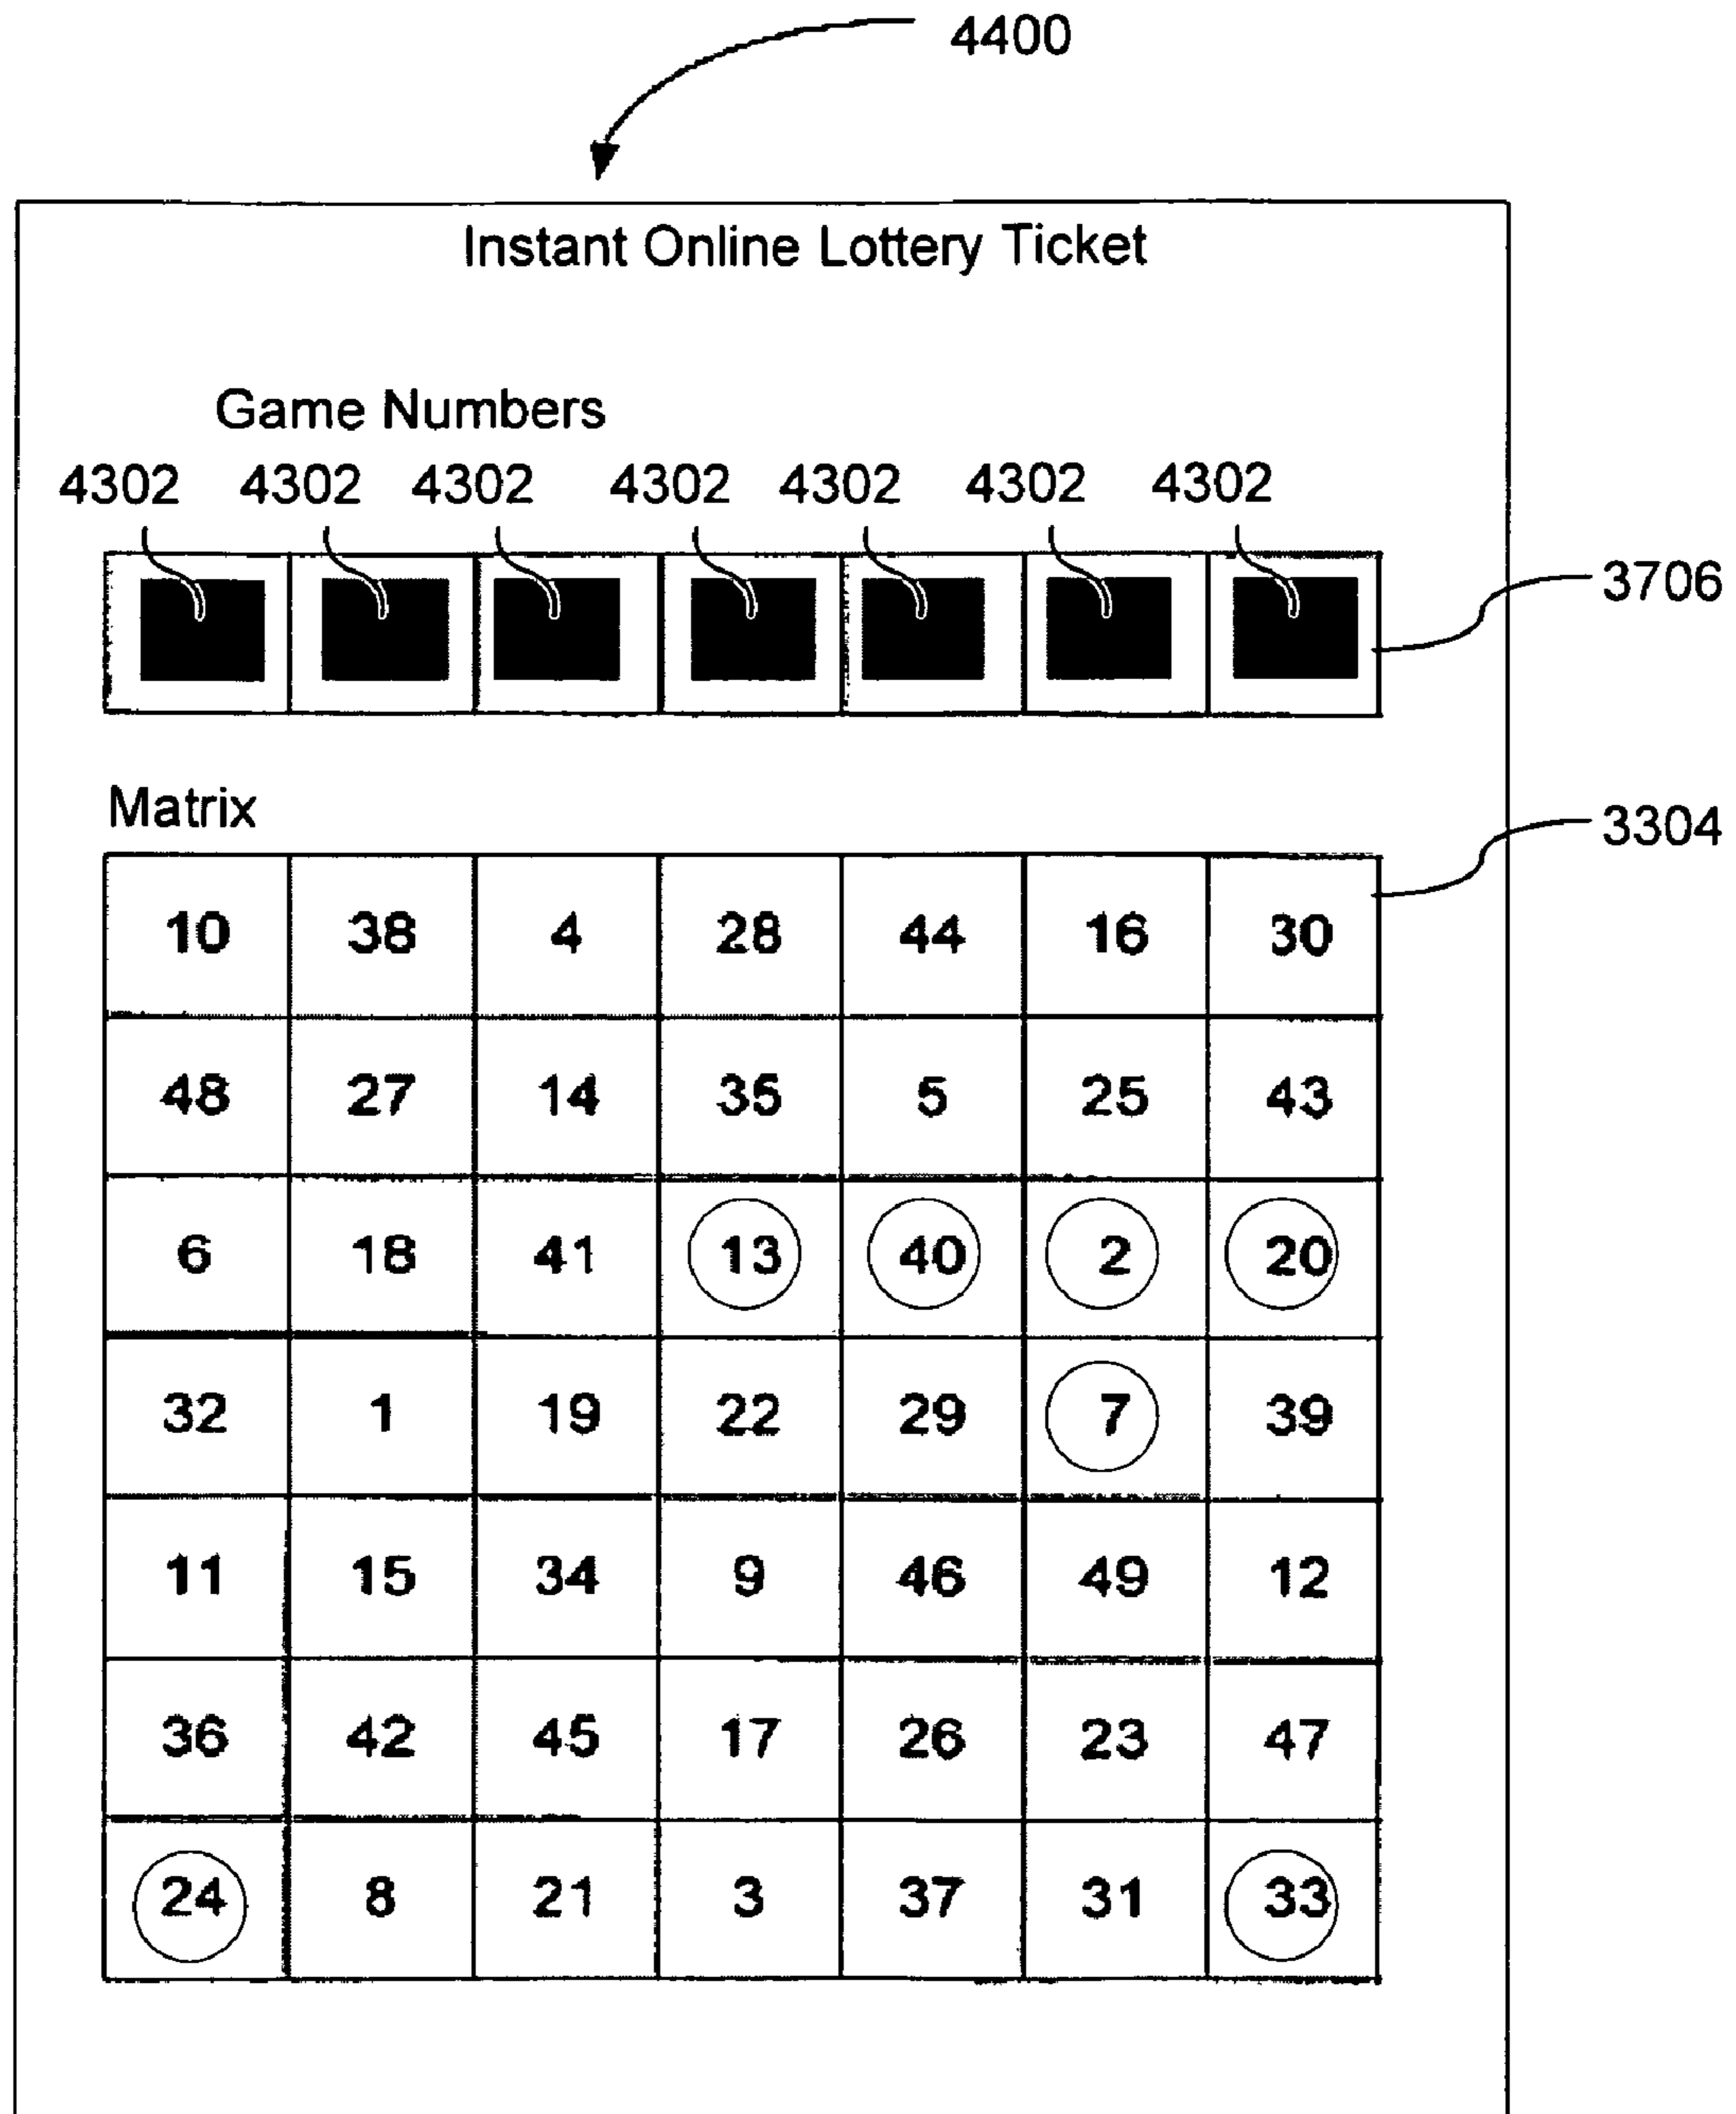 4400
Instant Online Lottery Ticket
Game Numbers
4302 4302 4302 4302 4302 4302 4302
3706
Matrix
3304
10 38 4 28 44 16 30
48 27 14 35 5 25 43
6 18 41 13 40 2 20
32 1 19 22 29 7 39
11 15 34 9 46 49 12
36 42 45 17 26 23 47
24 8 21 3 37 31 33